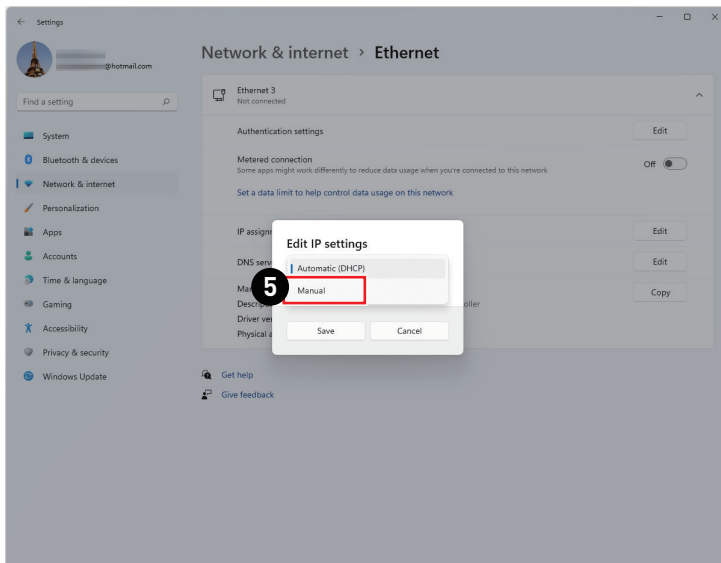 Settings
@hotmail.com
Find a setting
System
Bluetooth & devices
Network & internet
Personalization
Apps
Accounts
Time & language
Gaming
Accessibility
Privacy & security
Windows Update
Network & internet > Ethernet
Ethernet 3
Not connected
Authentication settings
Edit
Metered connection
Some apps might work differently to reduce data usage when you're connected to this network
Off
Set a data limit to help control data usage on this network
IP assignm
Edit
DNS serv
Edit
Man
Copy
Descrip
oller
Driver ver
Physical a
Edit IP settings
Automatic (DHCP)
5
Manual
Save
Cancel
Get help
Give feedback